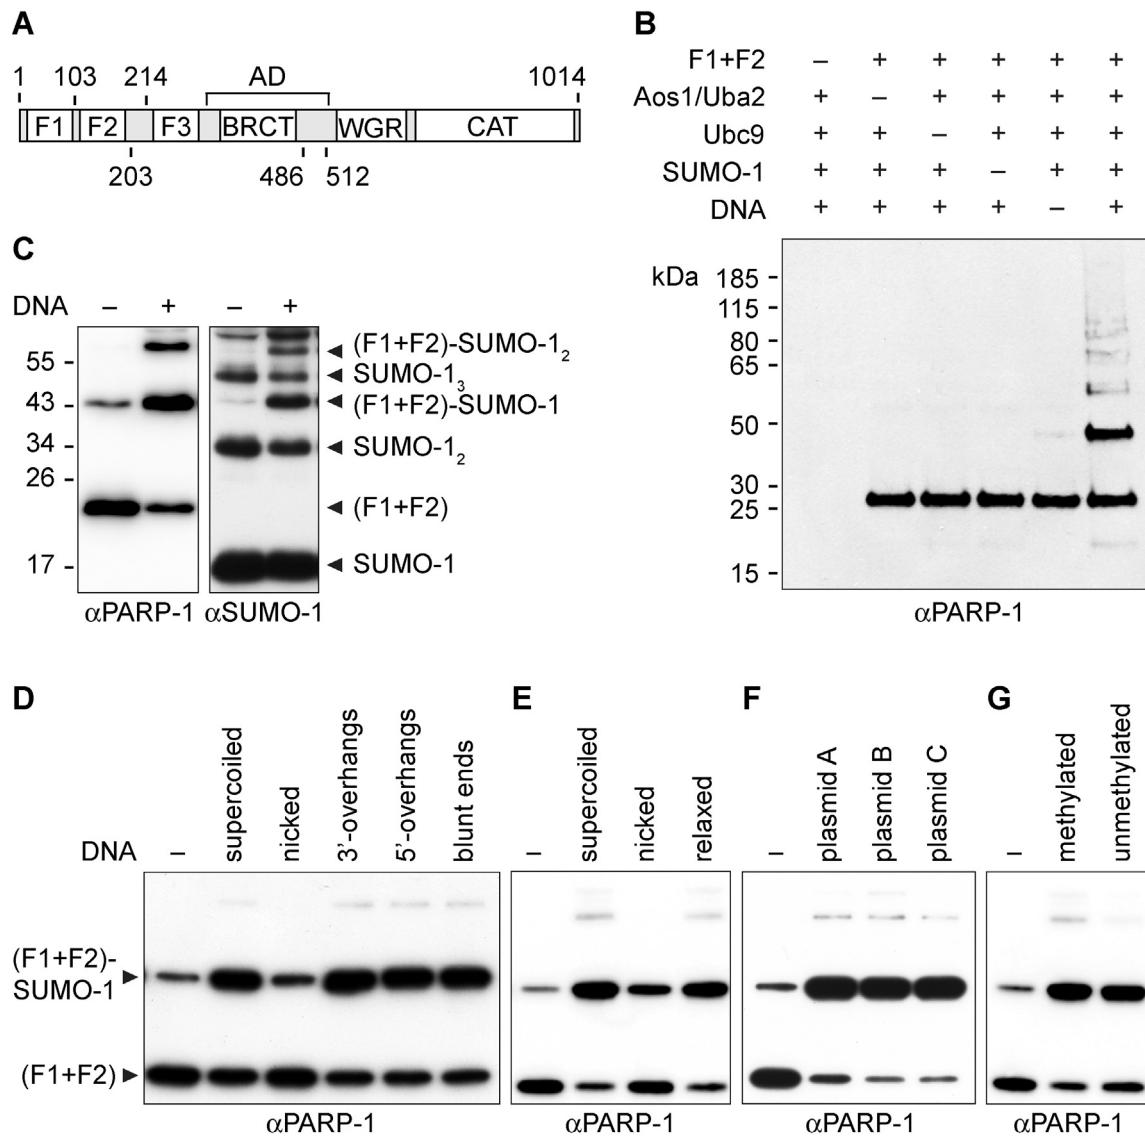 A
1 103 214 AD 1014
F1 F2 F3 BRCT WGR CAT
203 486 512
B
F1+F2 – + + + + +
Aos1/Uba2 + – + + + +
Ubc9 + + – + + +
SUMO-1 + + + – + +
DNA + + + + – +
kDa
185
115
80
65
50
30
25
15
αPARP-1
C
DNA – + – +
55
43
34
26
17
(F1+F2)-SUMO-1₂
SUMO-1₃
(F1+F2)-SUMO-1
SUMO-1₂
(F1+F2)
SUMO-1
αPARP-1 αSUMO-1
D
DNA – supercoiled nicked 3'-overhangs 5'-overhangs blunt ends
(F1+F2)-
SUMO-1
(F1+F2)
αPARP-1
E
– supercoiled nicked relaxed
αPARP-1
F
– plasmid A plasmid B plasmid C
αPARP-1
G
– methylated unmethylated
αPARP-1